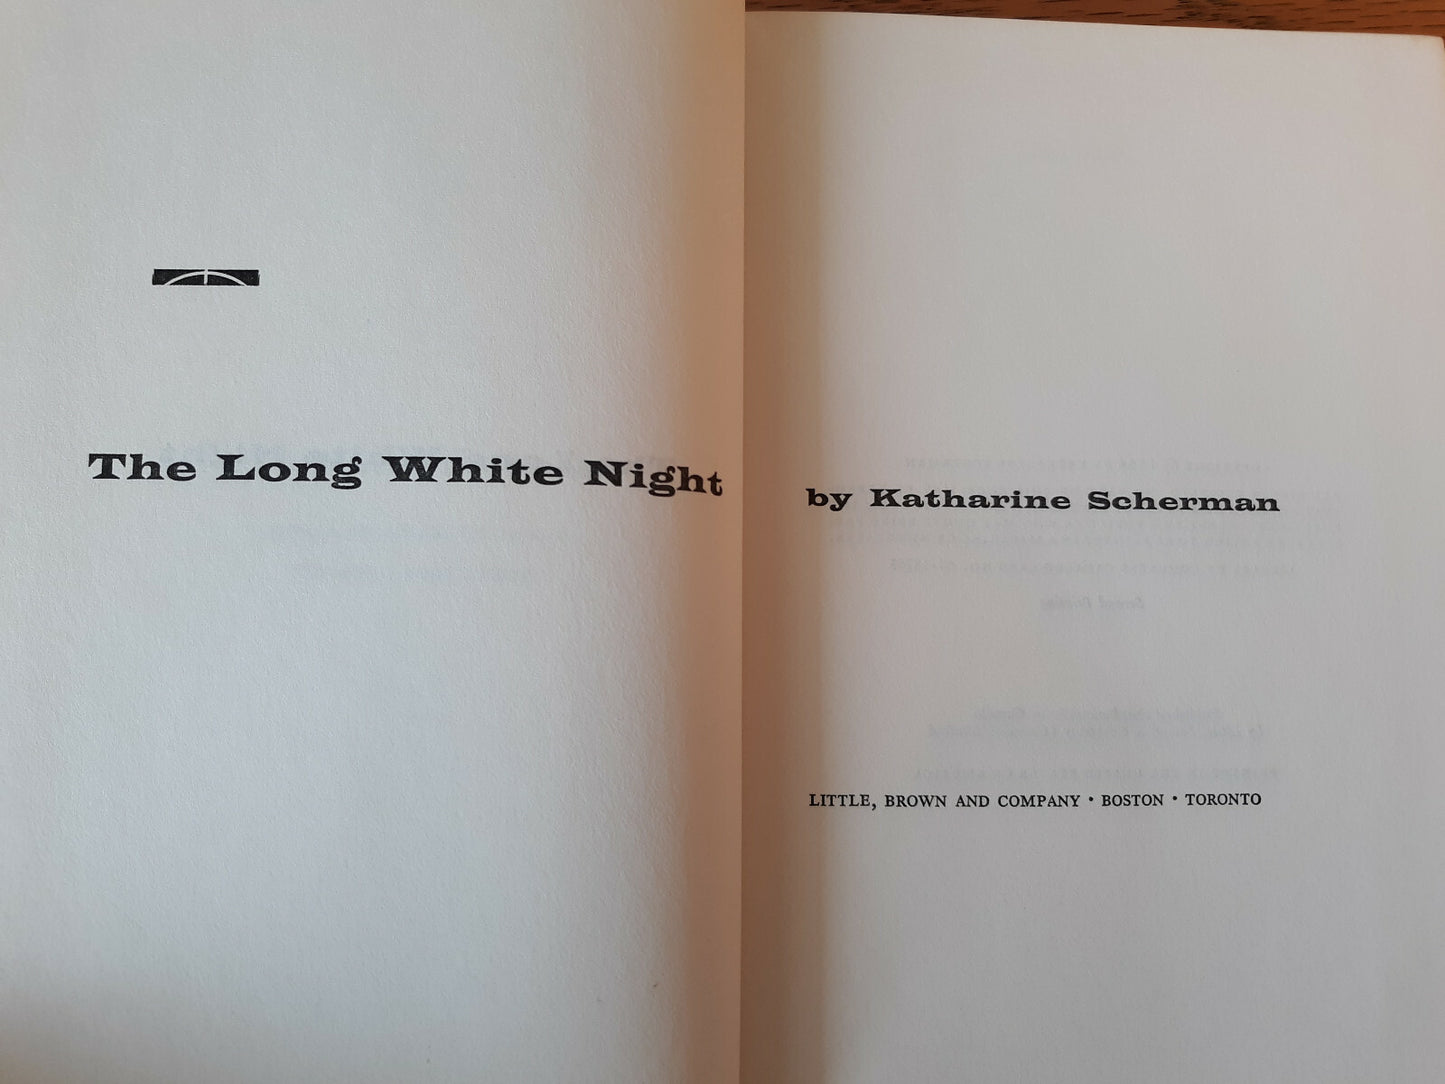 The Long White Night
by Katharine Scherman
LITTLE, BROWN AND COMPANY • BOSTON • TORONTO